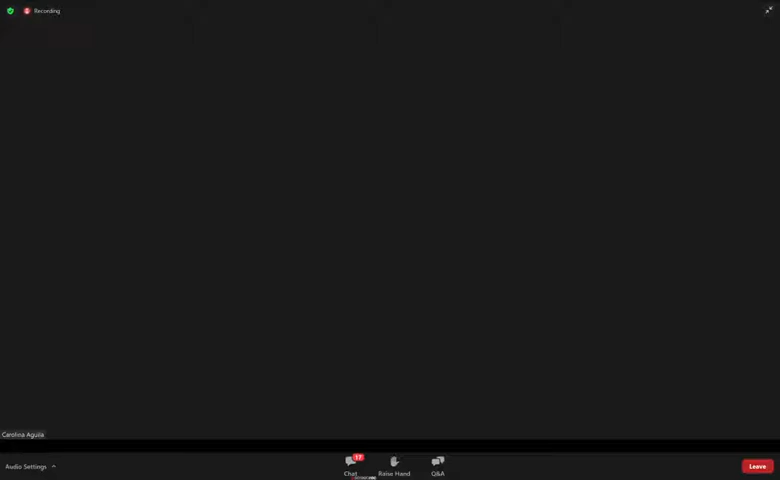 Recording
Carolina Aguila
Audio Settings
17
Chat
Raise Hand
Q&A
Leave